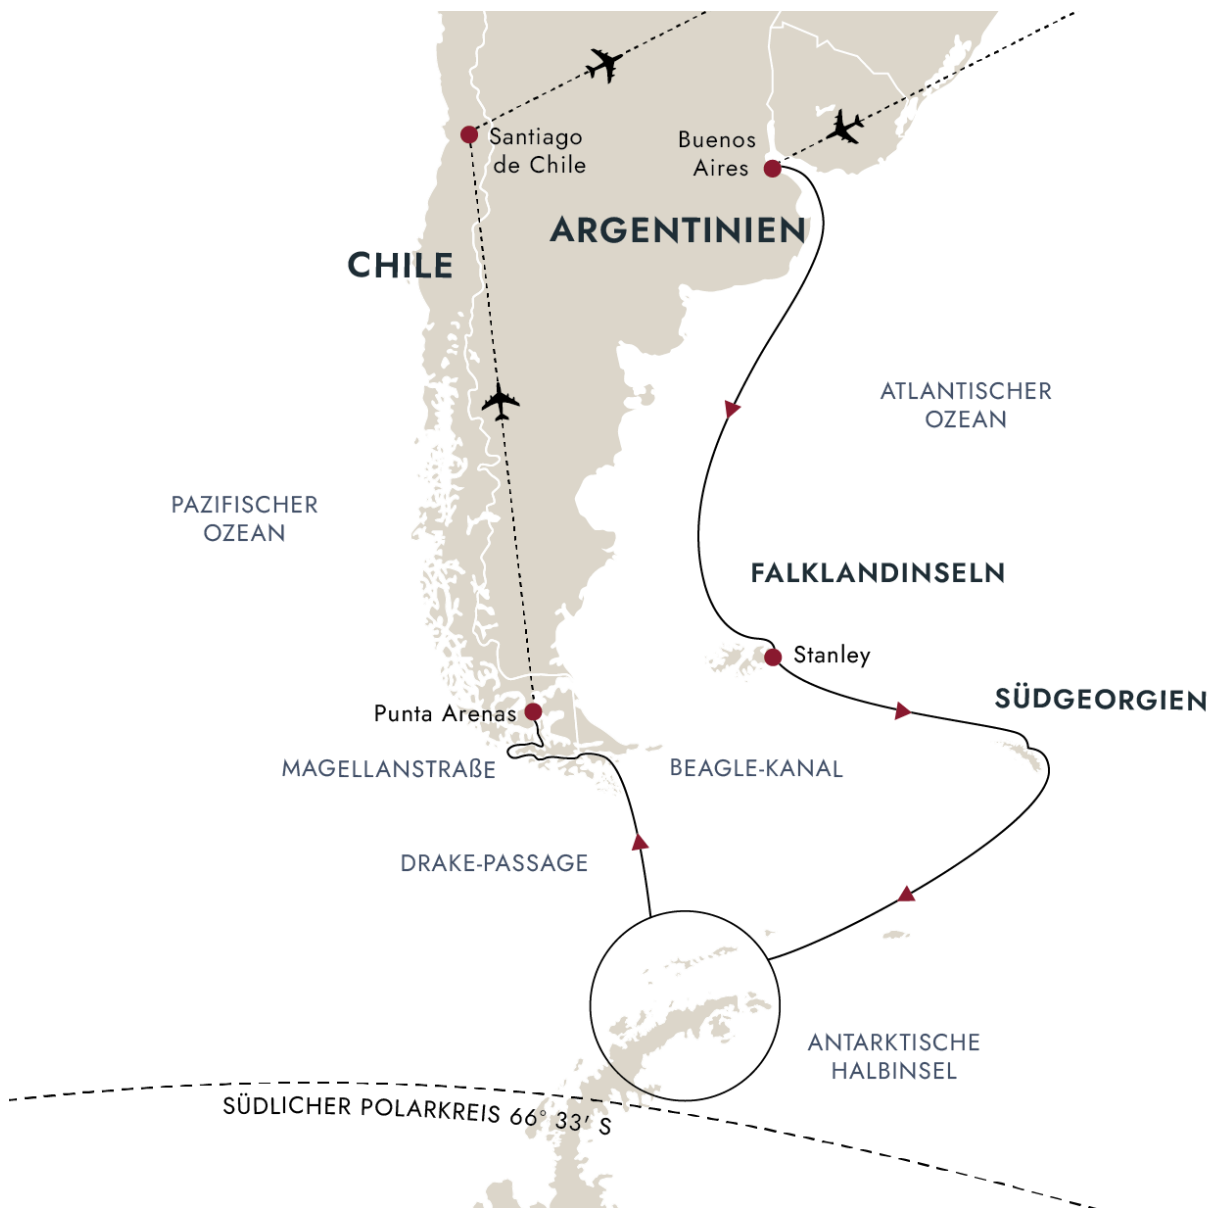 Santiago
de Chile
Buenos
Aires
ARGENTINIEN
CHILE
ATLANTISCHER
OZEAN
PAZIFISCHER
OZEAN
FALKLANDINSELN
Stanley
SÜDGEORGIEN
Punta Arenas
MAGELLANSTRAßE
BEAGLE-KANAL
DRAKE-PASSAGE
ANTARKTISCHE
HALBINSEL
SÜDLICHER POLARKREIS 66° 33′ S